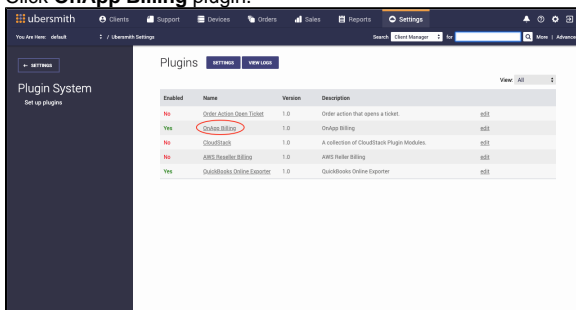 Click OnApp Billing plugin.
ubersmith Clients Support Devices Orders Sales Reports Settings
You Are Here: default / Ubersmith Settings Search Client Manager for More | Advanced
← SETTINGS
Plugin System
Set up plugins
Plugins SETTINGS VIEW LOGS
View: All
Enabled Name Version Description
No Order Action Open Ticket 1.0 Order action that opens a ticket. edit
Yes OnApp Billing 1.0 OnApp Billing edit
No CloudStack 1.0 A collection of CloudStack Plugin Modules. edit
No AWS Reseller Billing 1.0 AWS Reller Billing edit
Yes QuickBooks Online Exporter 1.0 QuickBooks Online Exporter edit